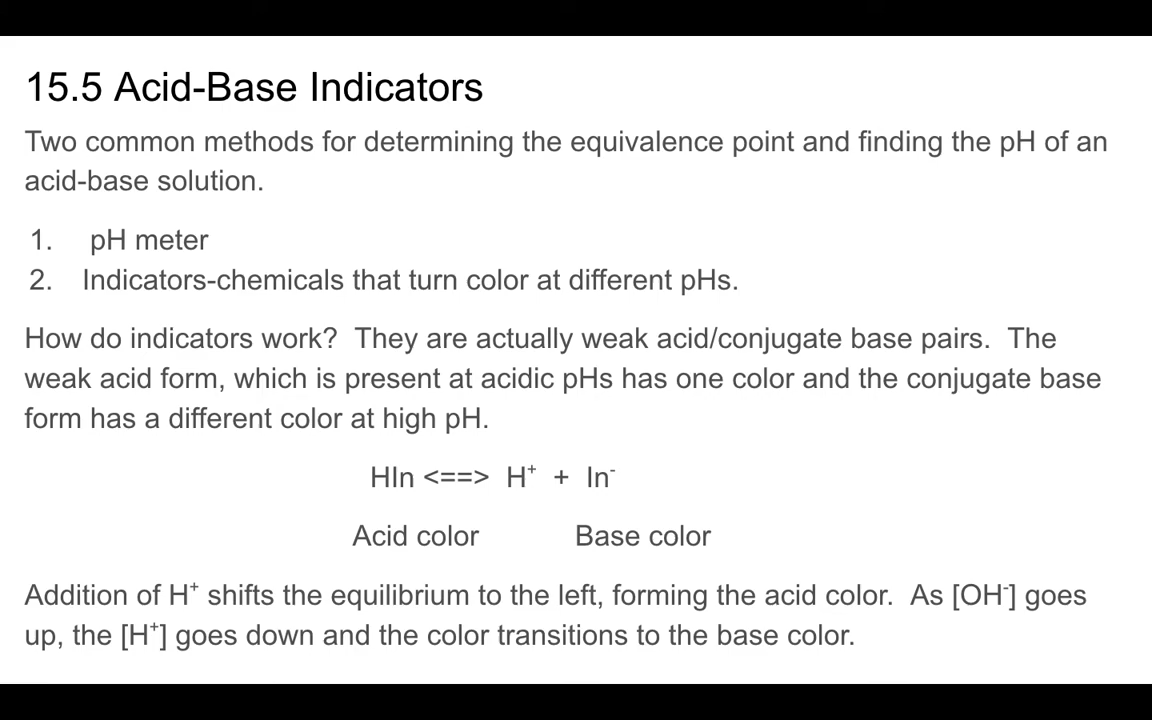 15.5 Acid-Base Indicators
Two common methods for determining the equivalence point and finding the pH of an
acid-base solution.
1. pH meter
2. Indicators-chemicals that turn color at different pHs.
How do indicators work? They are actually weak acid/conjugate base pairs. The
weak acid form, which is present at acidic pHs has one color and the conjugate base
form has a different color at high pH.
HIn <==> H⁺ + In⁻
Acid color Base color
Addition of H⁺ shifts the equilibrium to the left, forming the acid color. As [OH⁻] goes
up, the [H⁺] goes down and the color transitions to the base color.